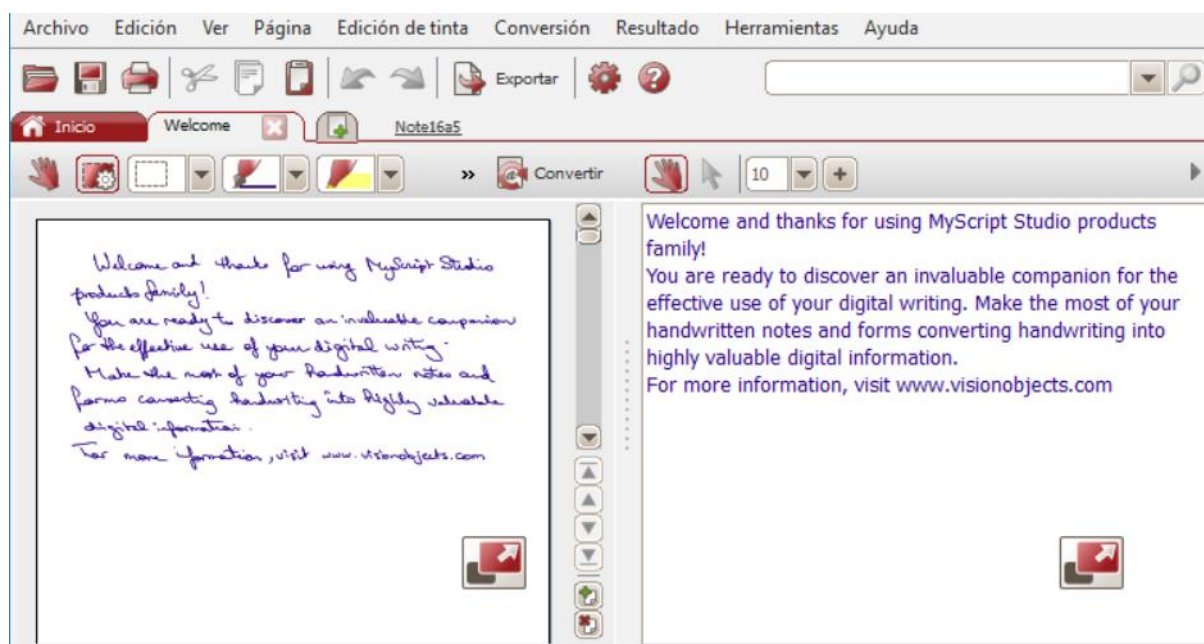 Archivo Edición Ver Página Edición de tinta Conversión Resultado Herramientas Ayuda
Exportar
Inicio Welcome Note16a5
» Convertir 10
Welcome and thanks for using MyScript Studio
products family!
You are ready to discover an invaluable companion
for the effective use of your digital writing.
Make the most of your handwritten notes and
forms converting handwriting into highly valuable
digital information.
For more information, visit www.visionobjects.com
Welcome and thanks for using MyScript Studio products
family!
You are ready to discover an invaluable companion for the
effective use of your digital writing. Make the most of your
handwritten notes and forms converting handwriting into
highly valuable digital information.
For more information, visit www.visionobjects.com